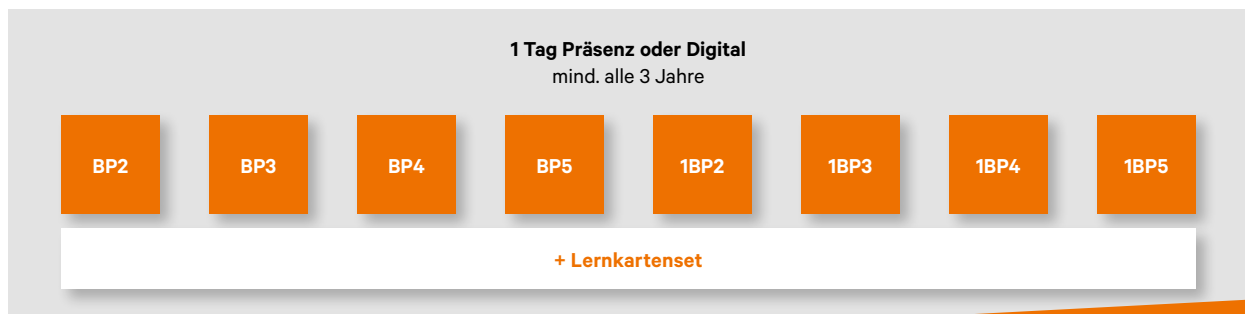 1 Tag Präsenz oder Digital
mind. alle 3 Jahre
BP2 BP3 BP4 BP5 1BP2 1BP3 1BP4 1BP5
+ Lernkartenset